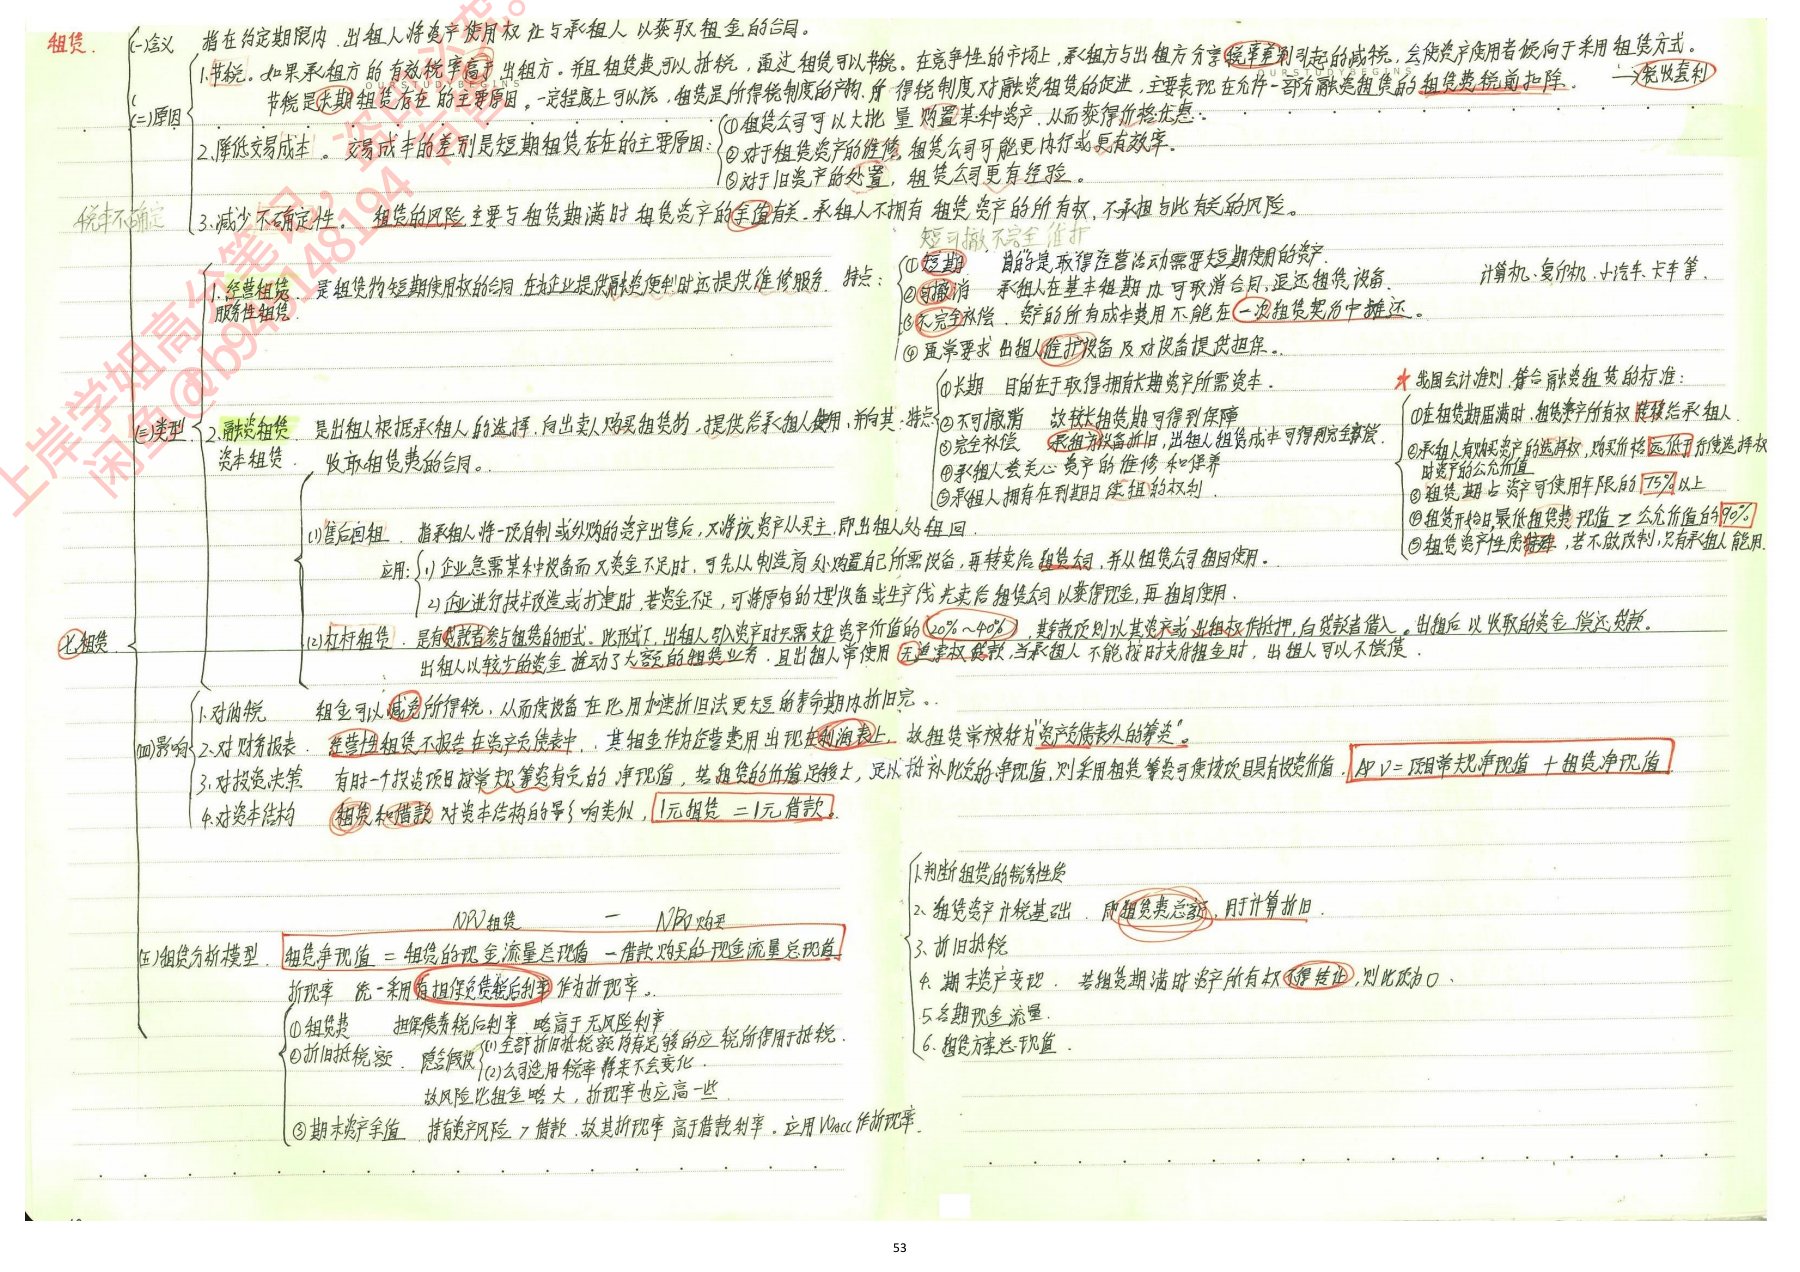 租赁.
(一)含义 指在约定期限内,出租人将资产使用权让与承租人以获取租金的合同。
(二)原因
1.节税。如果承租方的有效税率高于出租方。并且租赁费可以抵税,通过租赁可以节税。在竞争性的市场上,承租方与出租方分享税率差别引起的减税,会使资产使用者倾向于采用租赁方式。
→税收套利
OURSTUDYBEGINS
OURSTUDYBEGINS
节税是长期租赁存在的主要原因。一定程度上可以说,租赁是所得税制度的产物.所得税制度对融资租赁的促进,主要表现在允许一部分融资租赁的租赁费税前扣除。
2.降低交易成本。交易成本的差别是短期租赁存在的主要原因:
①租赁公司可以大批量购置某种资产.从而获得价格优惠.
②对于租赁资产的维修,租赁公司可能更内行或更有效率.
③对于旧资产的处置,租赁公司更有经验。
税率不确定
3.减少不确定性。 租赁的风险主要与租赁期满时租赁资产的余值有关.承租人不拥有租赁资产的所有权,不承担与此有关的风险。
短可撤不完全维护
(三)类型
1.经营租赁. 是租赁物短期使用权的合同.在为企业提供融资便利时还提供维修服务. 特点:
服务性租赁.
①短期 目的是取得经营活动需要短期使用的资产. 计算机、复印机、小汽车、卡车等.
②可撤消 承租人在基本租期内可取消合同,退还租赁设备.
③不完全补偿. 资产的所有成本费用不能在一次租赁契约中摊还。
④通常要求出租人维护设备及对设备提供担保..
2.融资租赁. 是出租人根据承租人的选择,向出卖人购买租赁物,提供给承租人使用,并向其 特点
资本租赁. 收取租赁费的合同。
①长期 目的在于取得拥有长期资产所需资本.
②不可撤消 故较长租赁期可得到保障
③完全补偿 承租方设备折旧,出租人租赁成本可得到完全补偿.
④承租人会关心资产的维修和保养
⑤承租人拥有在到期日续租的权利.
★我国会计准则.符合融资租赁的标准:
①在租赁期届满时.租赁资产所有权转移给承租人.
②承租人有购买资产的选择权,购买价格远低于行使选择权
时资产的公允价值
③租赁期占资产可使用年限的75%以上
④租赁开始日,最低租赁费现值≥公允价值的90%
⑤租赁资产性质特殊,若不做改制,只有承租人能用.
(1)售后回租. 指承租人将一项自制或外购的资产出售后,又将该资产从买主,即出租人处租回.
应用:
1)企业急需某种设备而又资金不足时,可先从制造商处购置自己所需设备,再转卖给租赁公司,并从租赁公司租回使用。
2)企业进行技术改造或扩建时,若资金不足,可将原有的大型设备或生产线先卖给租赁公司以获得现金,再租回使用.
七.租赁.
(2)杠杆租赁. 是有贷款者参与租赁的形式.此形式下,出租人引入资产时只需支付资产价值的20%~40%,其余款项则以其资产或出租权作抵押,向贷款者借入。出租后以收取的资金偿还贷款.
出租人以较少的资金推动了大额的租赁业务.且出租人常使用无追索权贷款,当承租人不能按时支付租金时,出租人可以不偿债.
(四)影响
1.对纳税 租金可以减免所得税,从而使设备在比用加速折旧法更短的寿命期内折旧完..
2.对财务报表. 经营性租赁不报告在资产负债表中.其租金作为经营费用出现在利润表上. 故租赁常被称为“资产负债表外的筹资”。
3.对投资决策 有时一个投资项目按常规筹资有负的净现值,若租赁的价值足够大,足以抵补此负的净现值,则采用租赁筹资可使该项目具有投资价值. APV=项目常规净现值+租赁净现值
4.对资本结构 租赁和借款对资本结构的影响类似,1元租赁=1元借款。
NPV租赁 — NPV购买
(五)租赁分析模型. 租赁净现值=租赁的现金流量总现值-借款购买的现金流量总现值
折现率 统一采用有担保负债税后利率作为折现率。
①租赁费 担保债务税后利率.略高于无风险利率
②折旧抵税额. 隐含假设
(1)全部折旧抵税额均有足够的应税所得用于抵税.
(2)公司适用税率将来不会变化.
故风险比租金略大,折现率也应高一些
③期末资产余值 持有资产风险>借款.故其折现率高于借款利率。应用WACC作折现率.
1.判断租赁的税务性质
2、租赁资产计税基础. 即租赁费总额,用于计算折旧.
3.折旧抵税
4.期末资产变现. 若租赁期满时资产所有权不得转让,则此项为0.
5.各期现金流量.
6.租赁方案总现值.
上岸学姐高分笔记,咨询
闲鱼@b949148194
53